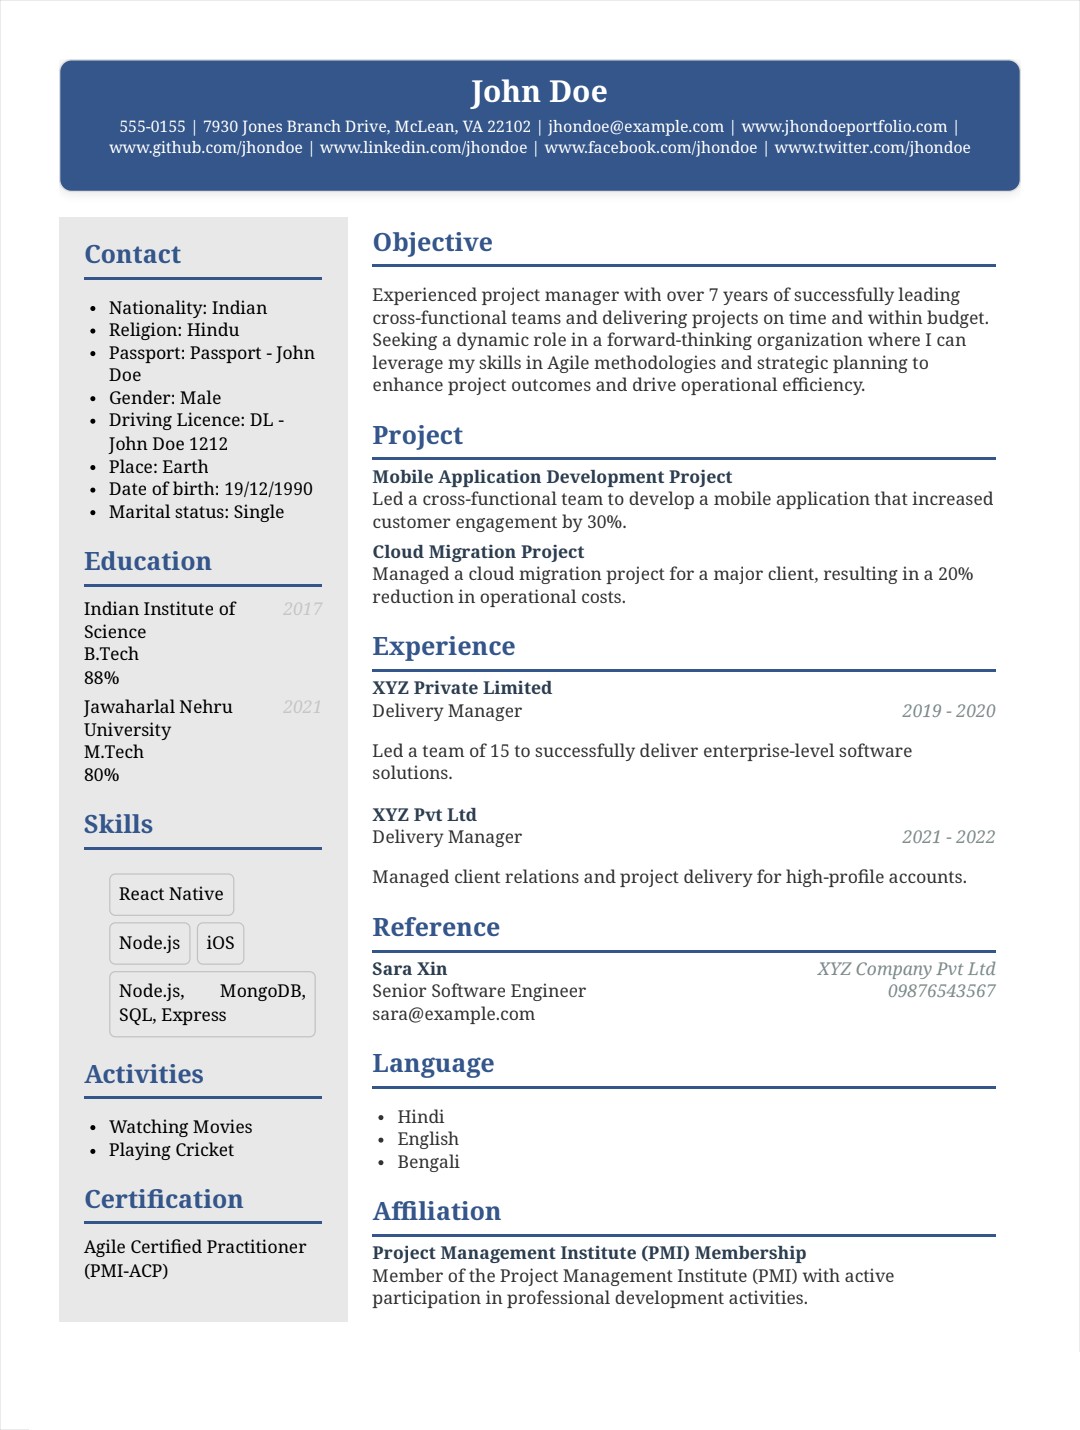 John Doe
555-0155 | 7930 Jones Branch Drive, McLean, VA 22102 | jhondoe@example.com | www.jhondoeportfolio.com |
www.github.com/jhondoe | www.linkedin.com/jhondoe | www.facebook.com/jhondoe | www.twitter.com/jhondoe
Contact
• Nationality: Indian
• Religion: Hindu
• Passport: Passport - John
Doe
• Gender: Male
• Driving Licence: DL -
John Doe 1212
• Place: Earth
• Date of birth: 19/12/1990
• Marital status: Single
Education
Indian Institute of 2017
Science
B.Tech
88%
Jawaharlal Nehru 2021
University
M.Tech
80%
Skills
React Native
Node.js iOS
Node.js, MongoDB,
SQL, Express
Activities
• Watching Movies
• Playing Cricket
Certification
Agile Certified Practitioner
(PMI-ACP)
Objective
Experienced project manager with over 7 years of successfully leading
cross-functional teams and delivering projects on time and within budget.
Seeking a dynamic role in a forward-thinking organization where I can
leverage my skills in Agile methodologies and strategic planning to
enhance project outcomes and drive operational efficiency.
Project
Mobile Application Development Project
Led a cross-functional team to develop a mobile application that increased
customer engagement by 30%.
Cloud Migration Project
Managed a cloud migration project for a major client, resulting in a 20%
reduction in operational costs.
Experience
XYZ Private Limited
Delivery Manager 2019 - 2020
Led a team of 15 to successfully deliver enterprise-level software
solutions.
XYZ Pvt Ltd
Delivery Manager 2021 - 2022
Managed client relations and project delivery for high-profile accounts.
Reference
Sara Xin XYZ Company Pvt Ltd
Senior Software Engineer 09876543567
sara@example.com
Language
• Hindi
• English
• Bengali
Affiliation
Project Management Institute (PMI) Membership
Member of the Project Management Institute (PMI) with active
participation in professional development activities.